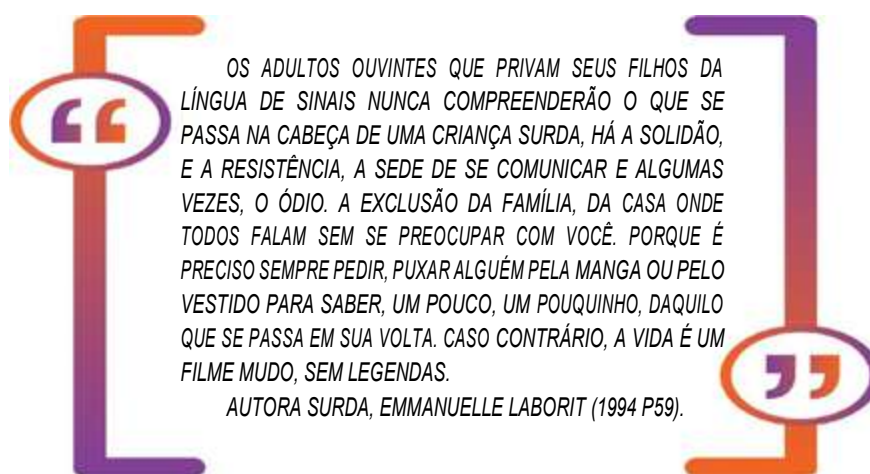 OS ADULTOS OUVINTES QUE PRIVAM SEUS FILHOS DA
LÍNGUA DE SINAIS NUNCA COMPREENDERÃO O QUE SE
PASSA NA CABEÇA DE UMA CRIANÇA SURDA, HÁ A SOLIDÃO,
E A RESISTÊNCIA, A SEDE DE SE COMUNICAR E ALGUMAS
VEZES, O ÓDIO. A EXCLUSÃO DA FAMÍLIA, DA CASA ONDE
TODOS FALAM SEM SE PREOCUPAR COM VOCÊ. PORQUE É
PRECISO SEMPRE PEDIR, PUXAR ALGUÉM PELA MANGA OU PELO
VESTIDO PARA SABER, UM POUCO, UM POUQUINHO, DAQUILO
QUE SE PASSA EM SUA VOLTA. CASO CONTRÁRIO, A VIDA É UM
FILME MUDO, SEM LEGENDAS.
AUTORA SURDA, EMMANUELLE LABORIT (1994 P59).